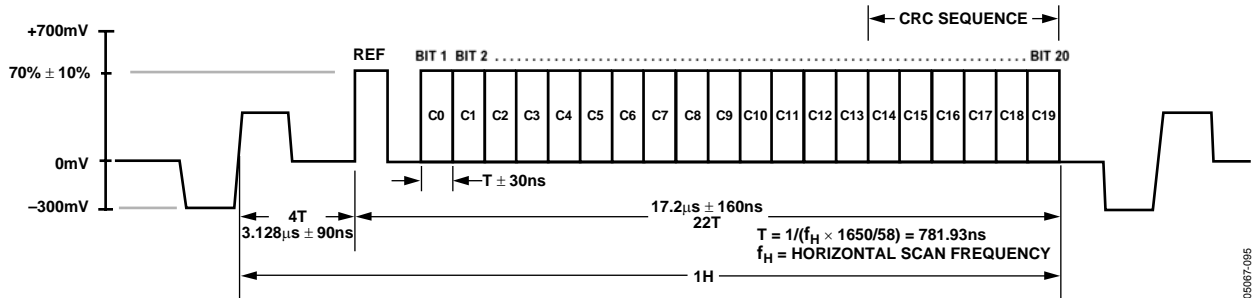 CRC SEQUENCE
+700mV
REF
BIT 1 BIT 2 . . . . . . . . . . . . . . . . . . . . . . . . . . . . . . . . . . . . . . . . BIT 20
70% ± 10%
C0 C1 C2 C3 C4 C5 C6 C7 C8 C9 C10 C11 C12 C13 C14 C15 C16 C17 C18 C19
0mV
T ± 30ns
–300mV
4T
3.128μs ± 90ns
17.2μs ± 160ns
22T
T = 1/(fH × 1650/58) = 781.93ns
fH = HORIZONTAL SCAN FREQUENCY
1H
05067-095